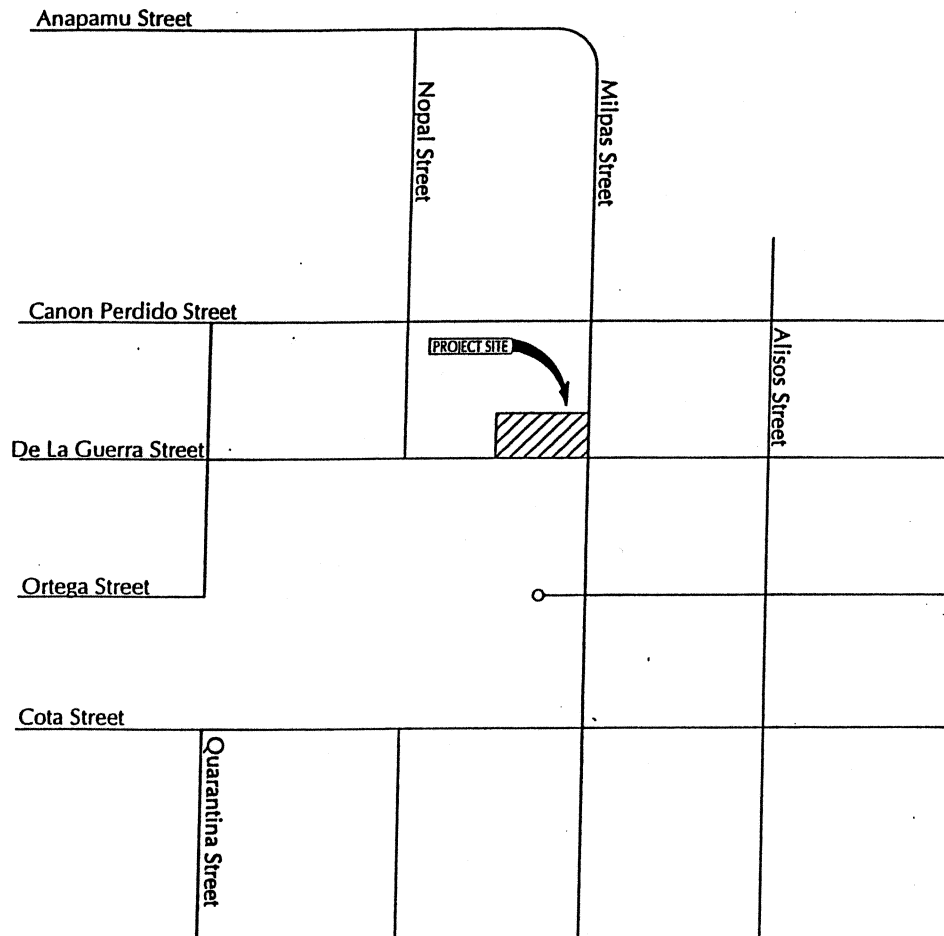 Anapamu Street
Nopal Street
Milpas Street
Canon Perdido Street
PROJECT SITE
Alisos Street
De La Guerra Street
Ortega Street
Cota Street
Quarantina Street